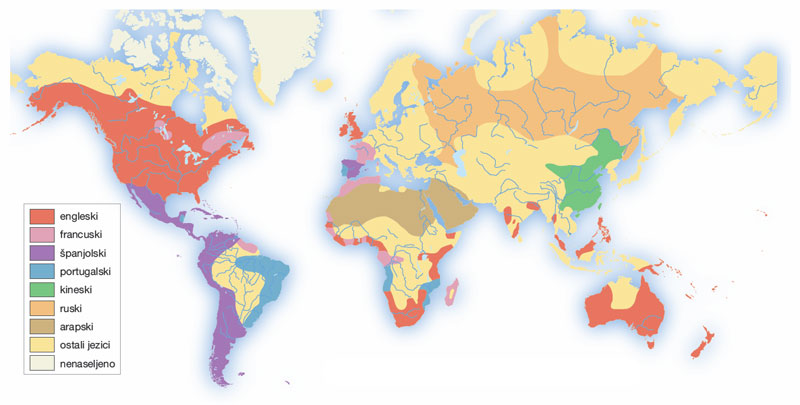 engleski
francuski
španjolski
portugalski
kineski
ruski
arapski
ostali jezici
nenaseljeno